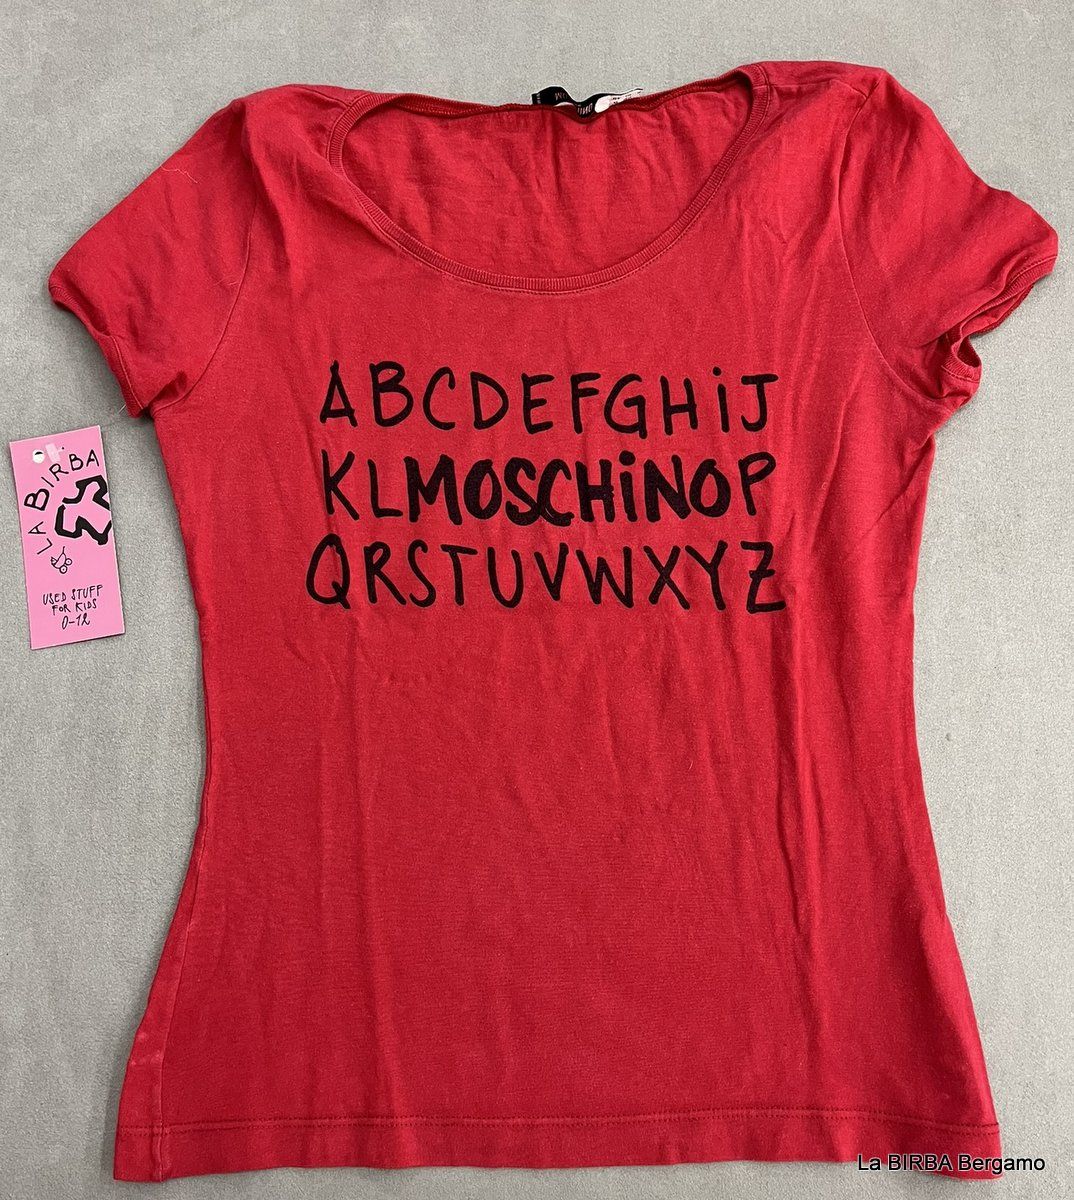 ABCDEFGHiJ
KLMOSCHiNOP
QRSTUVWXYZ
LA BIRBA
USED STUFF
FOR KIDS
0-12
La BIRBA Bergamo